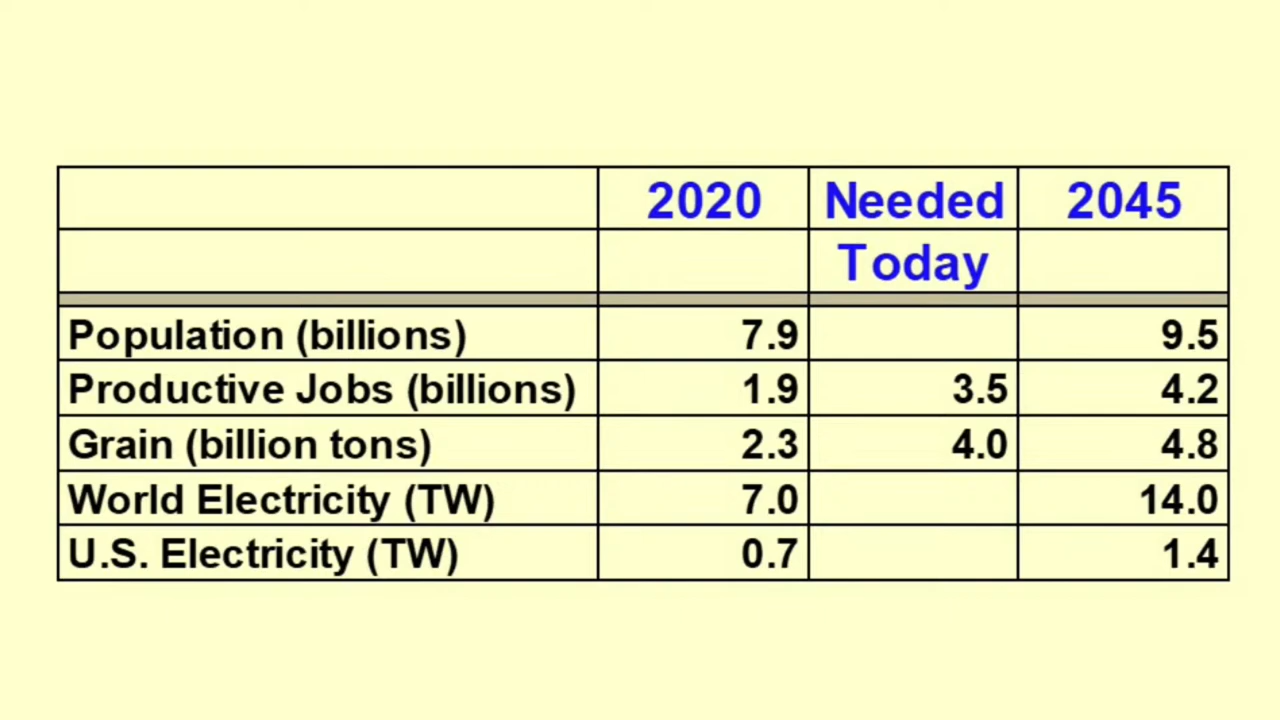 2020 Needed 2045
Today
Population (billions) 7.9 9.5
Productive Jobs (billions) 1.9 3.5 4.2
Grain (billion tons) 2.3 4.0 4.8
World Electricity (TW) 7.0 14.0
U.S. Electricity (TW) 0.7 1.4